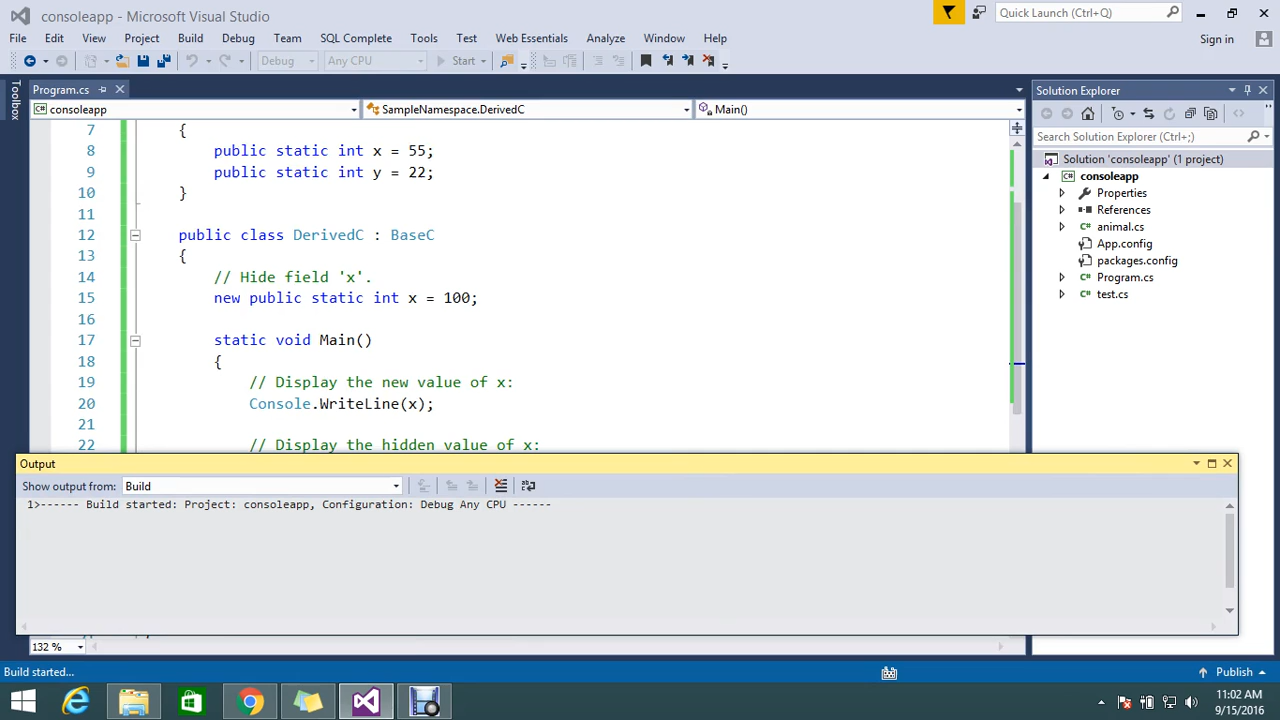 consoleapp - Microsoft Visual Studio
Quick Launch (Ctrl+Q)
File Edit View Project Build Debug Team SQL Complete Tools Test Web Essentials Analyze Window Help
Sign in
Debug Any CPU Start
Toolbox
Program.cs
consoleapp SampleNamespace.DerivedC Main()
7 {
8 public static int x = 55;
9 public static int y = 22;
10 }
11
12 public class DerivedC : BaseC
13 {
14 // Hide field 'x'.
15 new public static int x = 100;
16
17 static void Main()
18 {
19 // Display the new value of x:
20 Console.WriteLine(x);
21
22 // Display the hidden value of x:
Solution Explorer
Search Solution Explorer (Ctrl+;)
Solution 'consoleapp' (1 project)
consoleapp
Properties
References
animal.cs
App.config
packages.config
Program.cs
test.cs
Output
Show output from: Build
1>------ Build started: Project: consoleapp, Configuration: Debug Any CPU ------
132 %
Build started...
Publish
11:02 AM
9/15/2016